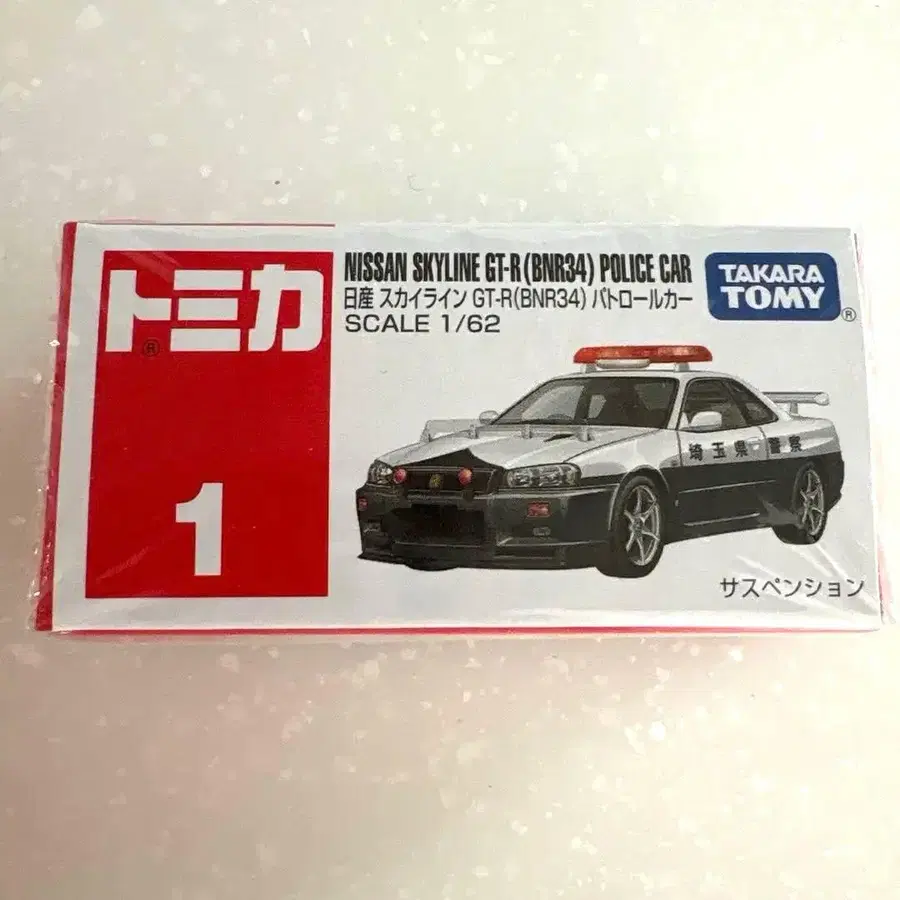 トミカ
®
1
NISSAN SKYLINE GT-R (BNR34) POLICE CAR
日産 スカイライン GT-R(BNR34) パトロールカー
SCALE 1/62
TAKARA
TOMY
®
埼玉県警察
サスペンション